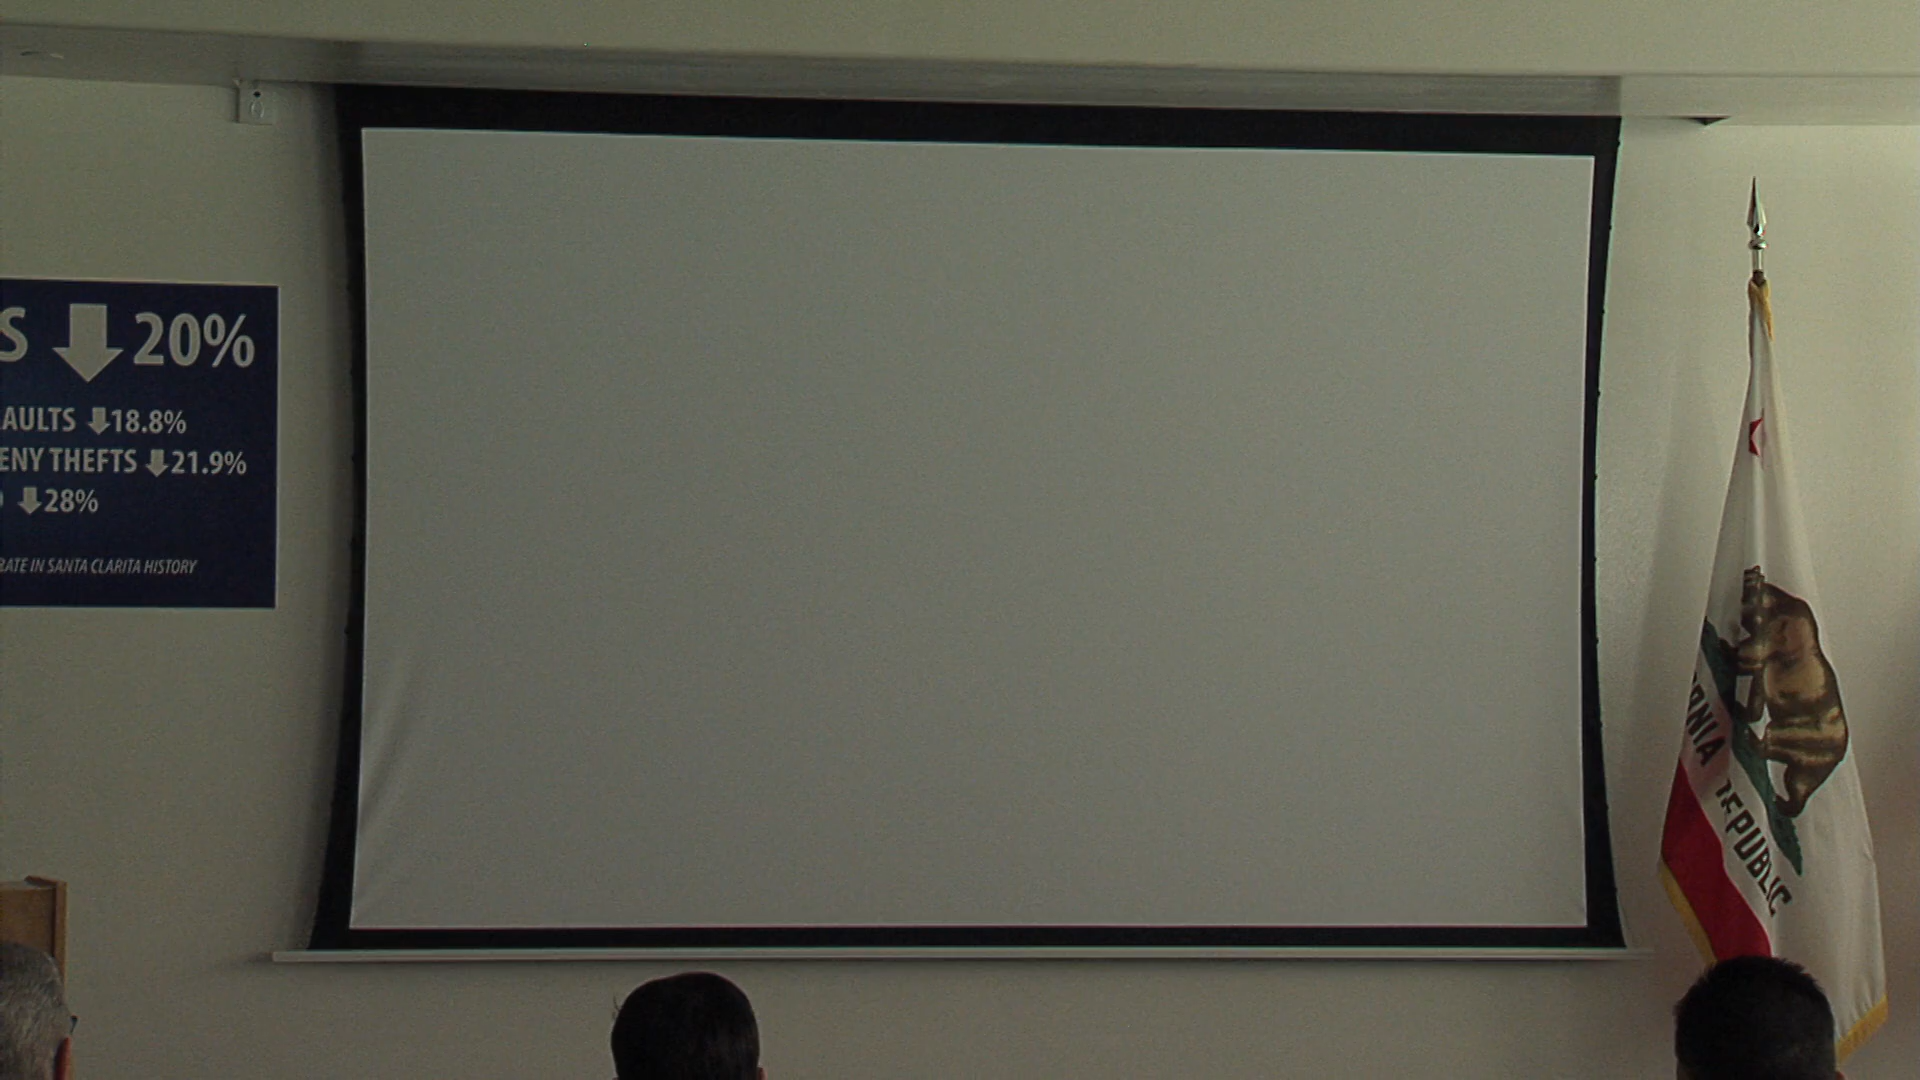 S 20%
AULTS 18.8%
ENY THEFTS 21.9%
28%
RATE IN SANTA CLARITA HISTORY
RNIA REPUBLIC